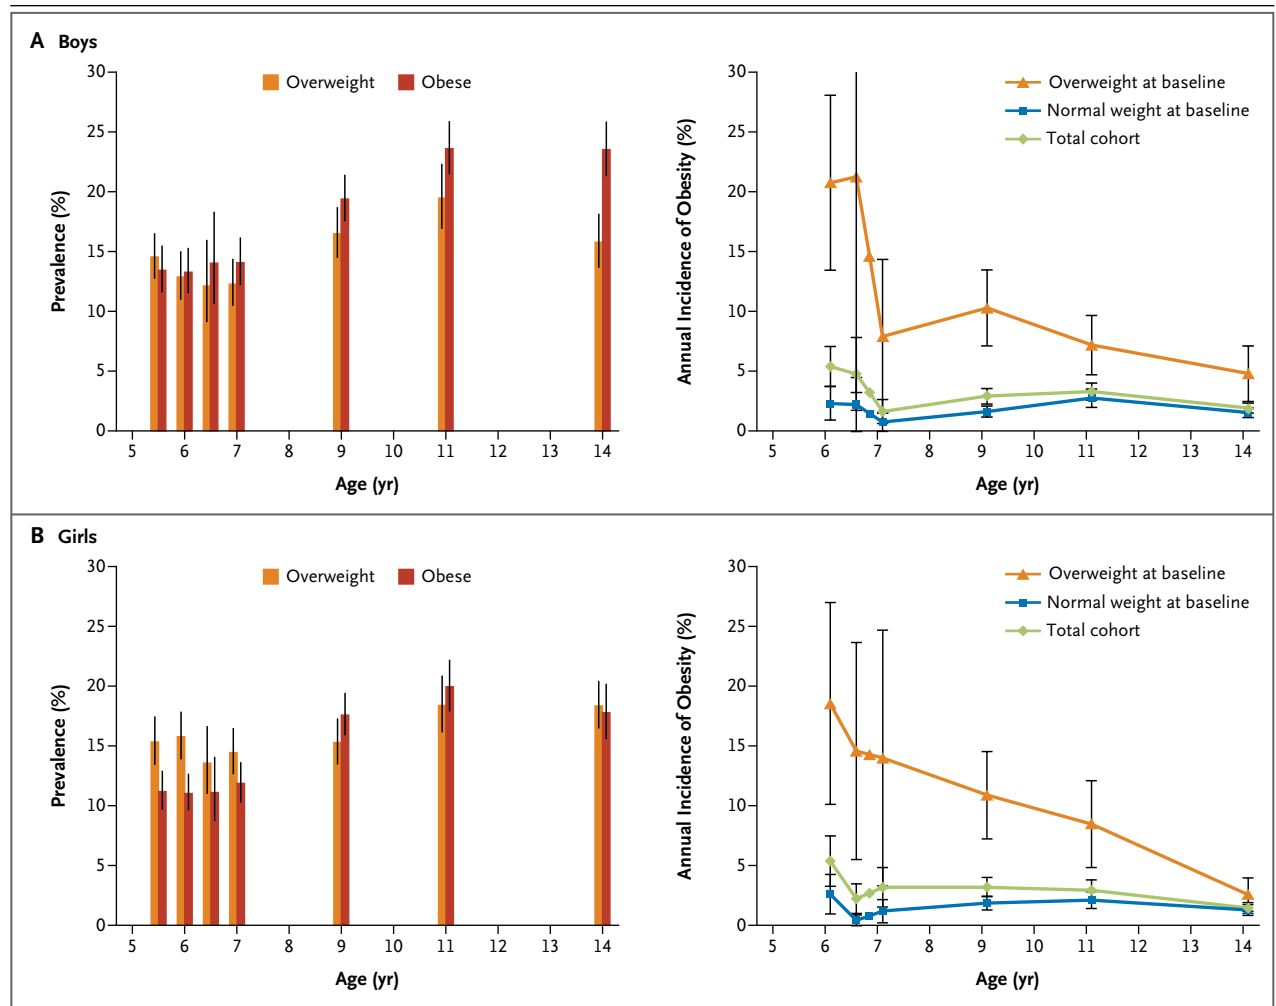 A Boys
Overweight Obese
Prevalence (%)
30
25
20
15
10
5
0
5 6 7 8 9 10 11 12 13 14
Age (yr)
Overweight at baseline
Normal weight at baseline
Total cohort
Annual Incidence of Obesity (%)
30
25
20
15
10
5
0
5 6 7 8 9 10 11 12 13 14
Age (yr)
B Girls
Overweight Obese
Prevalence (%)
30
25
20
15
10
5
0
5 6 7 8 9 10 11 12 13 14
Age (yr)
Overweight at baseline
Normal weight at baseline
Total cohort
Annual Incidence of Obesity (%)
30
25
20
15
10
5
0
5 6 7 8 9 10 11 12 13 14
Age (yr)